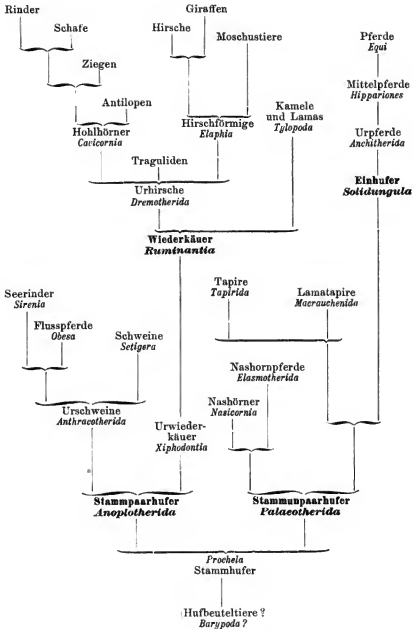 Rinder
Giraffen
Schafe
Hirsche
Moschustiere
Pferde
Equi
Ziegen
Mittelpferde
Hippariones
Antilopen
Kamele
und Lamas
Tylopoda
Hohlhörner
Cavicornia
Hirschförmige
Elaphia
Urpferde
Anchitherida
Traguliden
Urhirsche
Dremotherida
Einhufer
Solidungula
Wiederkäuer
Ruminantia
Seerinder
Sirenia
Tapire
Tapirida
Lamatapire
Macrauchenida
Flusspferde
Obesa
Schweine
Setigera
Nashornpferde
Elasmotherida
Nashörner
Nasicornia
Urschweine
Anthracotherida
Urwieder-
käuer
Xiphodontia
Stammpaarhufer
Anoplotherida
Stammunpaarhufer
Palaeotherida
Prochela
Stammhufer
(Hufbeuteltiere?
Barypoda?